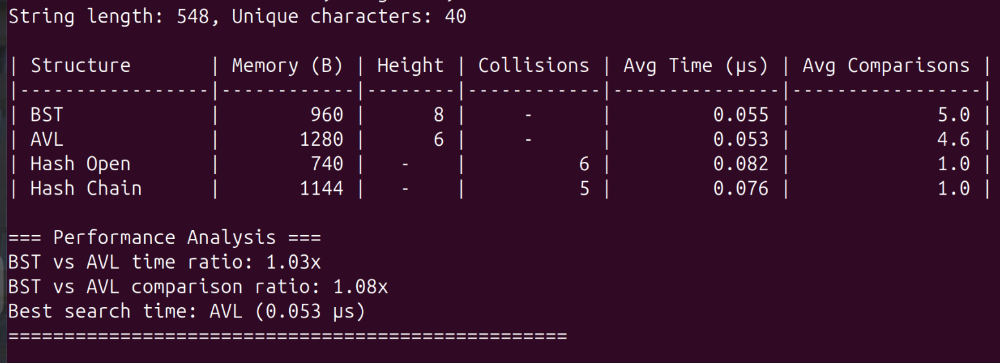 String length: 548, Unique characters: 40
| Structure | Memory (B) | Height | Collisions | Avg Time (µs) | Avg Comparisons |
|-----------------|------------|--------|------------|---------------|-----------------|
| BST | 960 | 8 | - | 0.055 | 5.0 |
| AVL | 1280 | 6 | - | 0.053 | 4.6 |
| Hash Open | 740 | - | 6 | 0.082 | 1.0 |
| Hash Chain | 1144 | - | 5 | 0.076 | 1.0 |
=== Performance Analysis ===
BST vs AVL time ratio: 1.03x
BST vs AVL comparison ratio: 1.08x
Best search time: AVL (0.053 µs)
==================================================